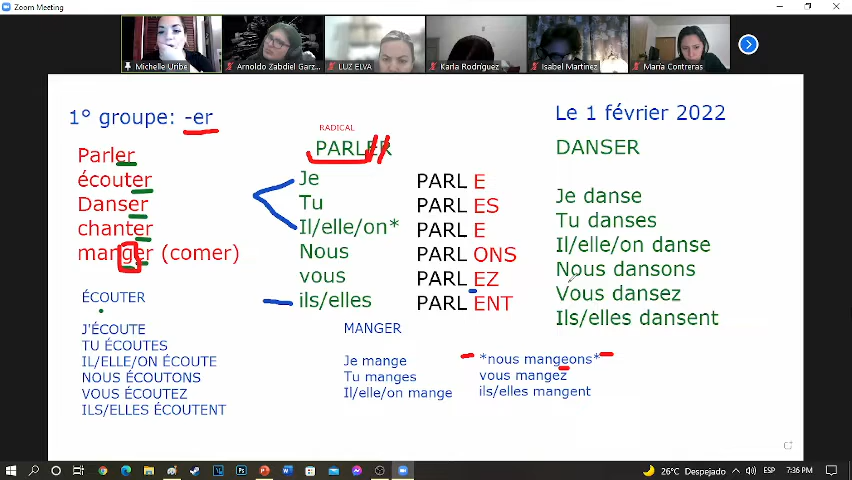 Zoom Meeting
Michelle Uribe
Arnoldo Zabdiel Garz...
LUZ ELVA
Karla Rodríguez
Isabel Martinez
María Contreras
1° groupe: -er
Parler
écouter
Danser
chanter
manger (comer)
ÉCOUTER
J'ÉCOUTE
TU ÉCOUTES
IL/ELLE/ON ÉCOUTE
NOUS ÉCOUTONS
VOUS ÉCOUTEZ
ILS/ELLES ÉCOUTENT
RADICAL
PARLER
Je PARL E
Tu PARL ES
Il/elle/on* PARL E
Nous PARL ONS
vous PARL EZ
ils/elles PARL ENT
MANGER
Je mange
Tu manges
Il/elle/on mange
*nous mangeons*
vous mangez
ils/elles mangent
Le 1 février 2022
DANSER
Je danse
Tu danses
Il/elle/on danse
Nous dansons
Vous dansez
Ils/elles dansent
26°C Despejado
ESP
7:36 PM